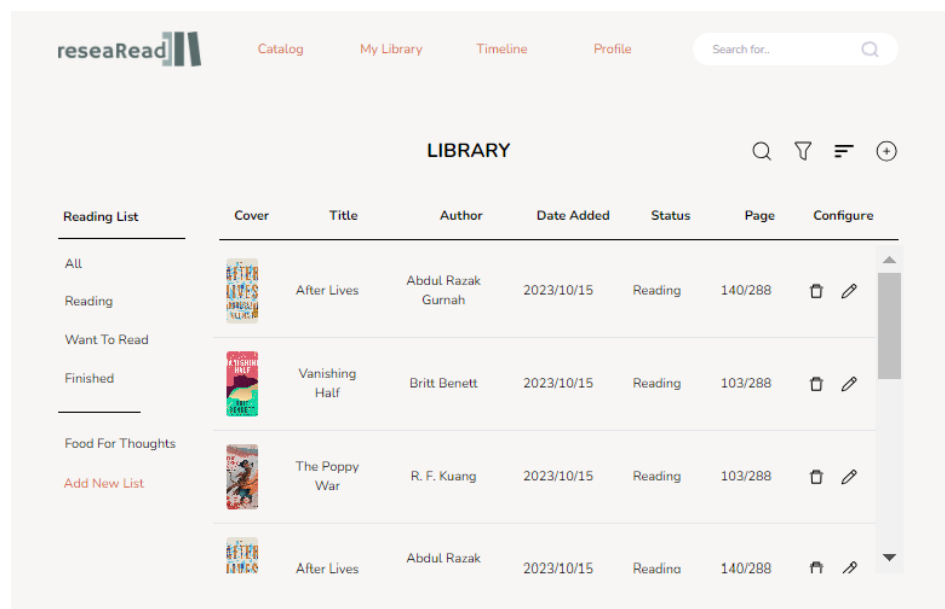 reseaRead
Catalog My Library Timeline Profile Search for..
LIBRARY
Reading List Cover Title Author Date Added Status Page Configure
All
Reading
Want To Read
Finished
Food For Thoughts
Add New List
AFTER LIVES
After Lives Abdul Razak 2023/10/15 Reading 140/288
Gurnah
Vanishing Britt Benett 2023/10/15 Reading 103/288
Half
The Poppy R. F. Kuang 2023/10/15 Reading 103/288
War
After Lives Abdul Razak 2023/10/15 Reading 140/288